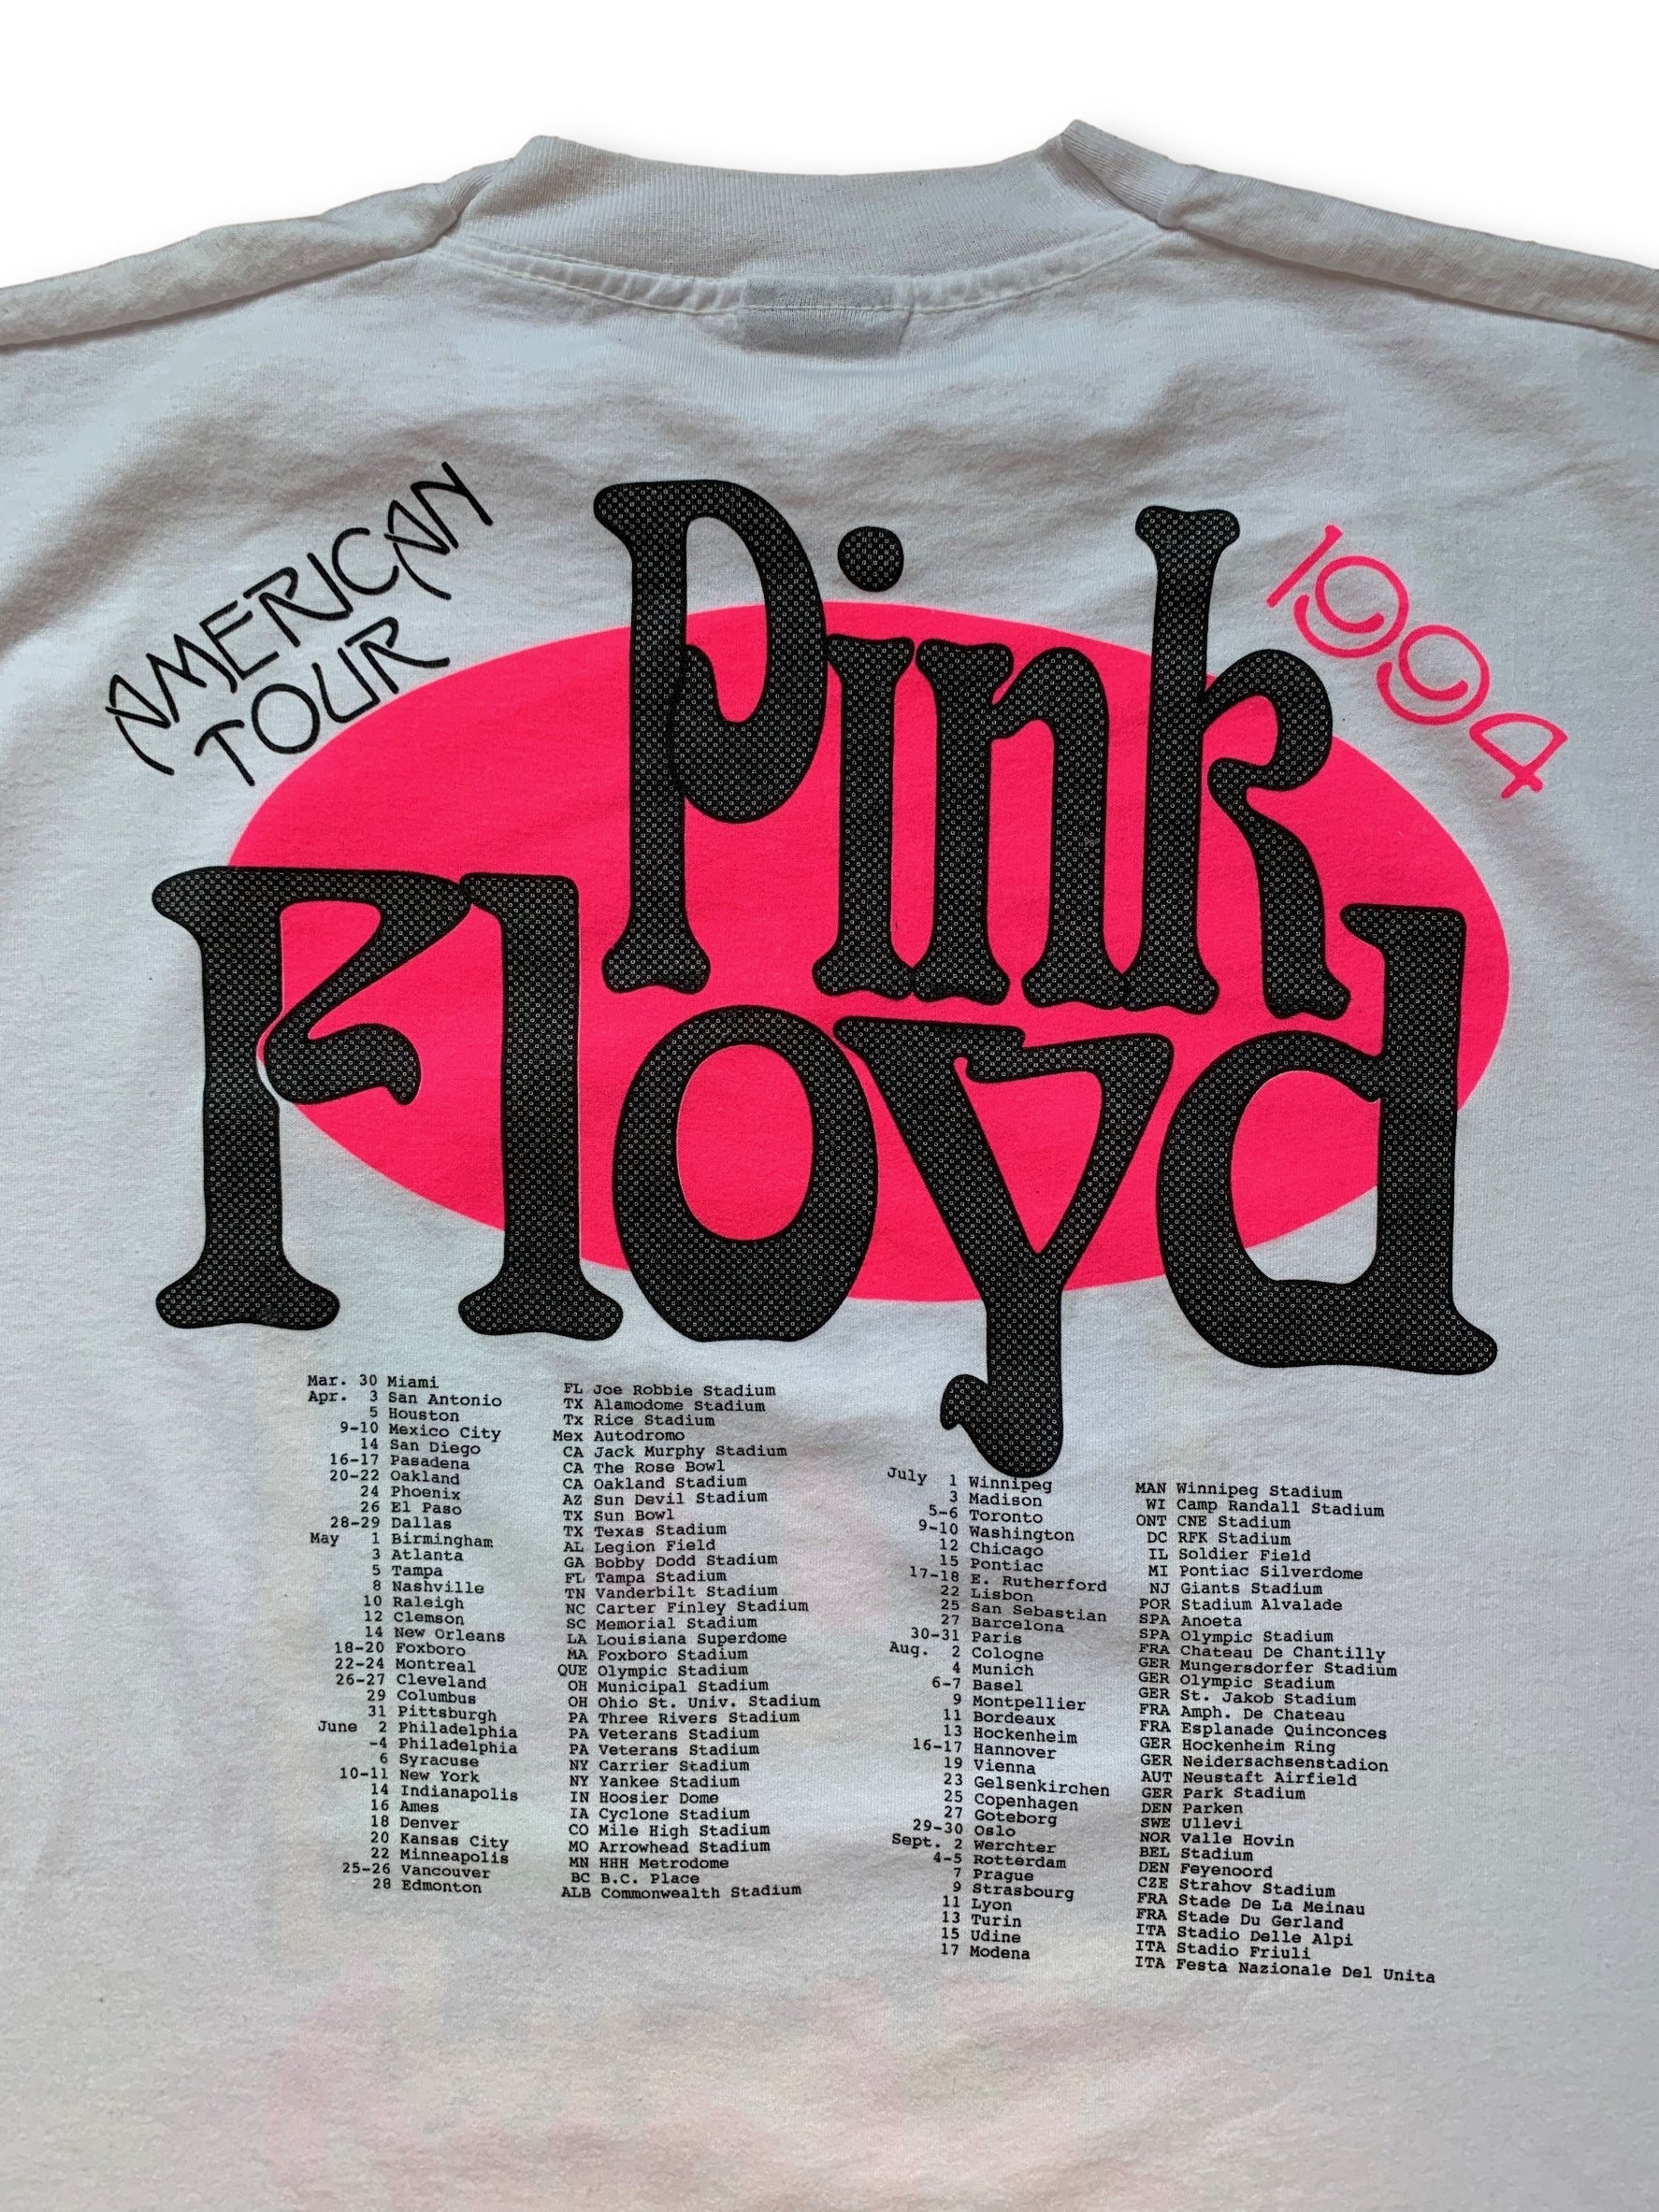 AMERICAN
TOUR
Pink
1994
Floyd
Mar. 30 Miami FL Joe Robbie Stadium
Apr. 3 San Antonio TX Alamodome Stadium
5 Houston Tx Rice Stadium
9-10 Mexico City Mex Autodromo
14 San Diego CA Jack Murphy Stadium
16-17 Pasadena CA The Rose Bowl
20-22 Oakland CA Oakland Stadium
24 Phoenix AZ Sun Devil Stadium
26 El Paso TX Sun Bowl
28-29 Dallas TX Texas Stadium
May 1 Birmingham AL Legion Field
3 Atlanta GA Bobby Dodd Stadium
5 Tampa FL Tampa Stadium
8 Nashville TN Vanderbilt Stadium
10 Raleigh NC Carter Finley Stadium
12 Clemson SC Memorial Stadium
14 New Orleans LA Louisiana Superdome
18-20 Foxboro MA Foxboro Stadium
22-24 Montreal QUE Olympic Stadium
26-27 Cleveland OH Municipal Stadium
29 Columbus OH Ohio St. Univ. Stadium
31 Pittsburgh PA Three Rivers Stadium
June 2 Philadelphia PA Veterans Stadium
-4 Philadelphia PA Veterans Stadium
6 Syracuse NY Carrier Stadium
10-11 New York NY Yankee Stadium
14 Indianapolis IN Hoosier Dome
16 Ames IA Cyclone Stadium
18 Denver CO Mile High Stadium
20 Kansas City MO Arrowhead Stadium
22 Minneapolis MN HHH Metrodome
25-26 Vancouver BC B.C. Place
28 Edmonton ALB Commonwealth Stadium
July 1 Winnipeg MAN Winnipeg Stadium
3 Madison WI Camp Randall Stadium
5-6 Toronto ONT CNE Stadium
9-10 Washington DC RFK Stadium
12 Chicago IL Soldier Field
15 Pontiac MI Pontiac Silverdome
17-18 E. Rutherford NJ Giants Stadium
22 Lisbon POR Stadium Alvalade
25 San Sebastian SPA Anoeta
27 Barcelona SPA Olympic Stadium
30-31 Paris FRA Chateau De Chantilly
Aug. 2 Cologne GER Mungersdorfer Stadium
4 Munich GER Olympic Stadium
6-7 Basel GER St. Jakob Stadium
9 Montpellier FRA Amph. De Chateau
11 Bordeaux FRA Esplanade Quinconces
13 Hockenheim GER Hockenheim Ring
16-17 Hannover GER Neidersachsenstadion
19 Vienna AUT Neustaft Airfield
23 Gelsenkirchen GER Park Stadium
25 Copenhagen DEN Parken
27 Goteborg SWE Ullevi
29-30 Oslo NOR Valle Hovin
Sept. 2 Werchter BEL Stadium
4-5 Rotterdam DEN Feyenoord
7 Prague CZE Strahov Stadium
9 Strasbourg FRA Stade De La Meinau
11 Lyon FRA Stade Du Gerland
13 Turin ITA Stadio Delle Alpi
15 Udine ITA Stadio Friuli
17 Modena ITA Festa Nazionale Del Unita